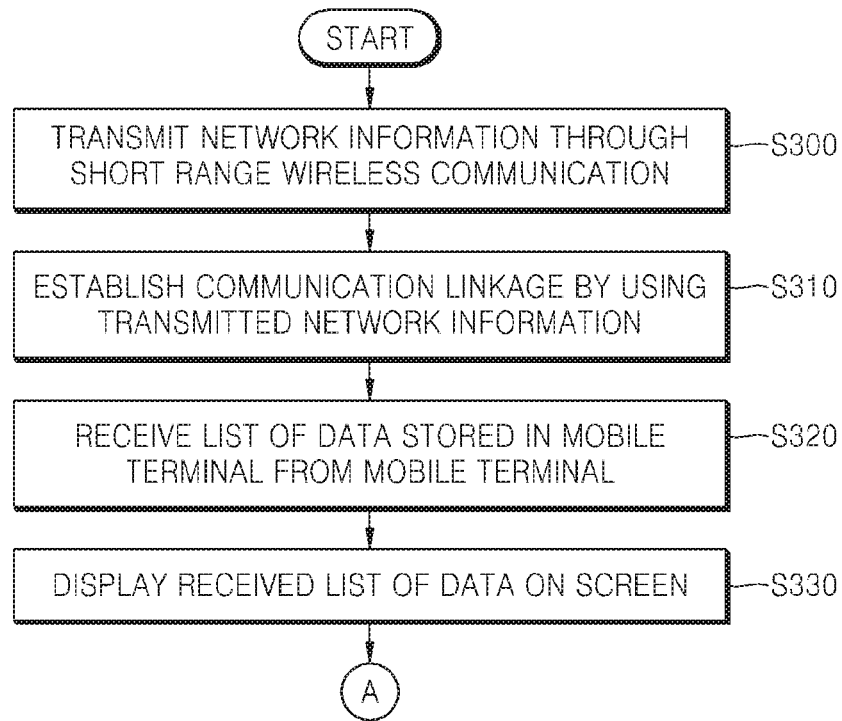 START
TRANSMIT NETWORK INFORMATION THROUGH
SHORT RANGE WIRELESS COMMUNICATION
S300
ESTABLISH COMMUNICATION LINKAGE BY USING
TRANSMITTED NETWORK INFORMATION
S310
RECEIVE LIST OF DATA STORED IN MOBILE
TERMINAL FROM MOBILE TERMINAL
S320
DISPLAY RECEIVED LIST OF DATA ON SCREEN
S330
A